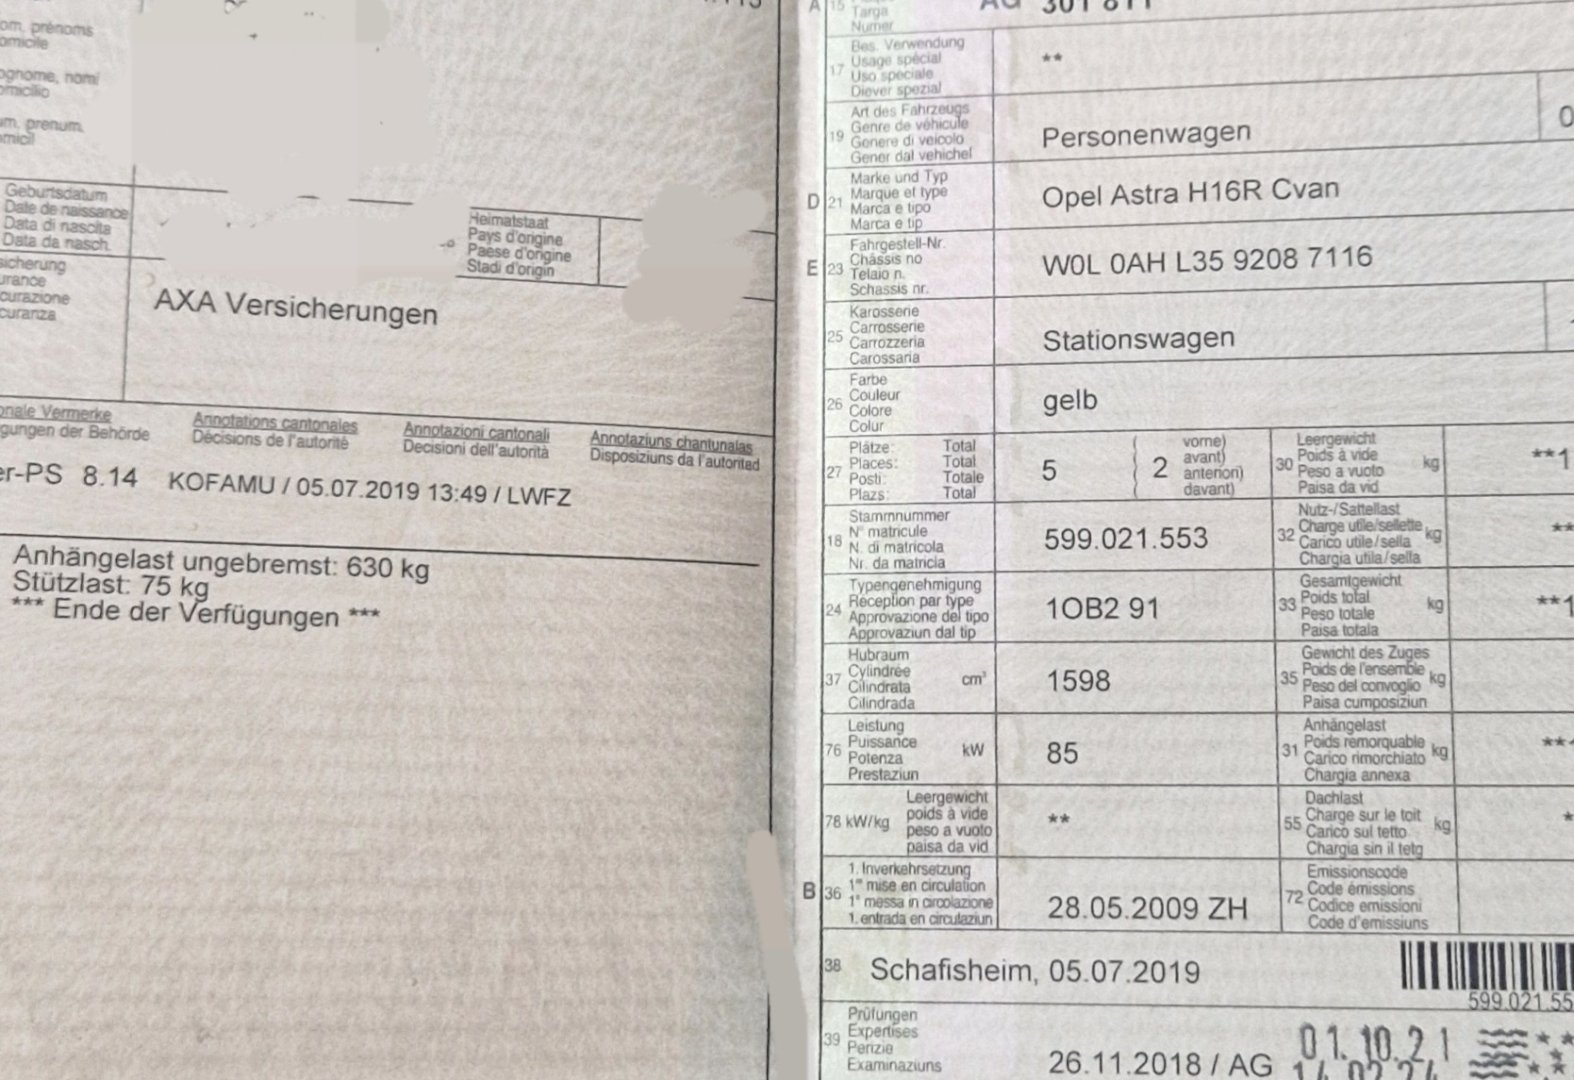 om, prénoms
omicile
ognome, nomi
omicilio
um, prenum,
omicil
Geburtsdatum
Date de naissance
Data di nascita
Data da nasch.
Heimatstaat
Pays d'origine
Paese d'origine
Stadi d'origin
sicherung
urance
curazione
curanza
AXA Versicherungen
onale Vermerke
gungen der Behörde
Annotations cantonales
Décisions de l'autorité
Annotazioni cantonali
Decisioni dell'autorità
Annotaziuns chantunalas
Disposiziuns da l'autoritad
er-PS 8.14 KOFAMU / 05.07.2019 13:49 / LWFZ
Anhängelast ungebremst: 630 kg
Stützlast: 75 kg
*** Ende der Verfügungen ***
A 15 Targa
Numer
AG 301 811
17 Bes. Verwendung
Usage spécial
Uso speciale
Diever spezial
**
19 Art des Fahrzeugs
Genre de véhicule
Genere di veicolo
Gener dal vehichel
Personenwagen
0
D 21 Marke und Typ
Marque et type
Marca e tipo
Marca e tip
Opel Astra H16R Cvan
E 23 Fahrgestell-Nr.
Châssis no
Telaio n.
Schassis nr.
W0L 0AH L35 9208 7116
25 Karosserie
Carrosserie
Carrozzeria
Carossaria
Stationswagen
26 Farbe
Couleur
Colore
Colur
gelb
27 Plätze: Total
Places: Total
Posti: Totale
Plazs: Total
5 ( 2 vorne)
avant)
anteriori)
davant)
30 Leergewicht
Poids à vide
Peso a vuoto
Paisa da vid
kg
**1
18 Stammnummer
N° matricule
N. di matricola
Nr. da matricla
599.021.553
32 Nutz-/Sattellast
Charge utile/sellette
Carico utile/sella
Chargia utila/sella
kg
**
24 Typengenehmigung
Réception par type
Approvazione del tipo
Approvaziun dal tip
1OB2 91
33 Gesamtgewicht
Poids total
Peso totale
Paisa totala
kg
**1
37 Hubraum
Cylindrée
Cilindrata
Cilindrada
cm³
1598
35 Gewicht des Zuges
Poids de l'ensemble
Peso del convoglio
Paisa cumposiziun
kg
76 Leistung
Puissance
Potenza
Prestaziun
kW
85
31 Anhängelast
Poids remorquable
Carico rimorchiato
Chargia annexa
kg
**1
78 kW/kg Leergewicht
poids à vide
peso a vuoto
paisa da vid
**
55 Dachlast
Charge sur le toit
Carico sul tetto
Chargia sin il tetg
kg
*
B 36 1. Inverkehrsetzung
1re mise en circulation
1a messa in circolazione
1. entrada en circulaziun
28.05.2009 ZH
72 Emissionscode
Code émissions
Codice emissioni
Code d'emissiuns
38 Schafisheim, 05.07.2019
599.021.55
39 Prüfungen
Expertises
Perizie
Examinaziuns
26.11.2018 / AG
01.10.21